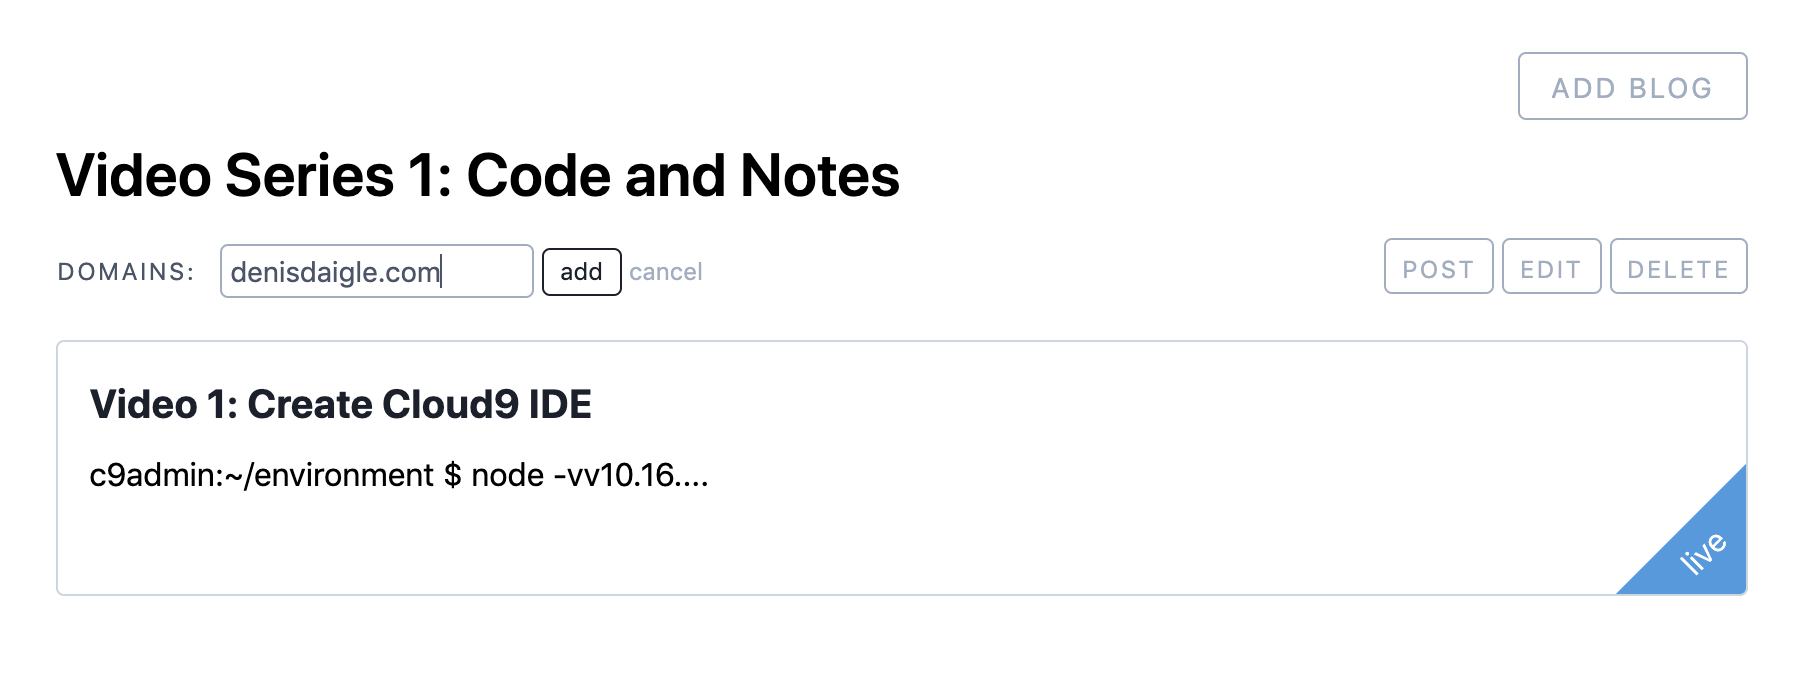 ADD BLOG
Video Series 1: Code and Notes
DOMAINS: denisdaigle.com add cancel POST EDIT DELETE
Video 1: Create Cloud9 IDE
c9admin:~/environment $ node -vv10.16....
live